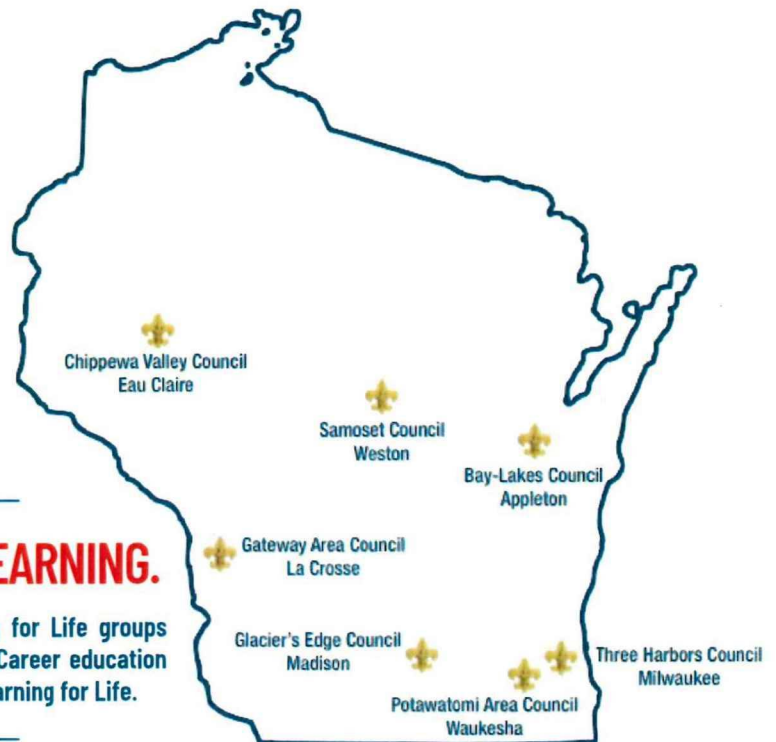 Chippewa Valley Council
Eau Claire
Samoset Council
Weston
Bay-Lakes Council
Appleton
EARNING.
Gateway Area Council
La Crosse
for Life groups
Career education
arning for Life.
Glacier's Edge Council
Madison
Three Harbors Council
Milwaukee
Potawatomi Area Council
Waukesha